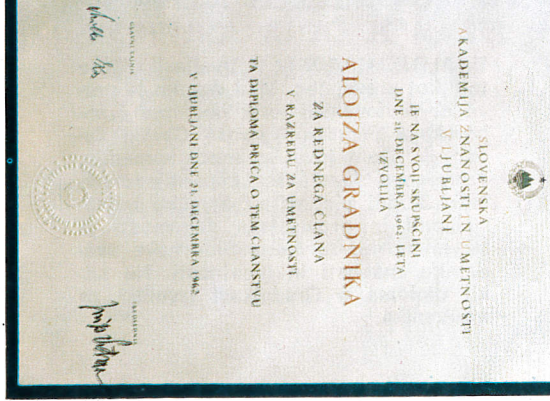 SLOVENSKA
AKADEMIJA ZNANOSTI IN UMETNOSTI
V LJUBLJANI
JE NA SVOJI SKUPŠČINI
DNE 21. DECEMBRA 1962. LETA
IZVOLILA
ALOJZA GRADNIKA
ZA REDNEGA ČLANA
V RAZREDU ZA UMETNOSTI
TA DIPLOMA PRIČA O TEM ČLANSTVU
V LJUBLJANI DNE 21. DECEMBRA 1962
GLAVNI TAJNIK
PREDSEDNIK